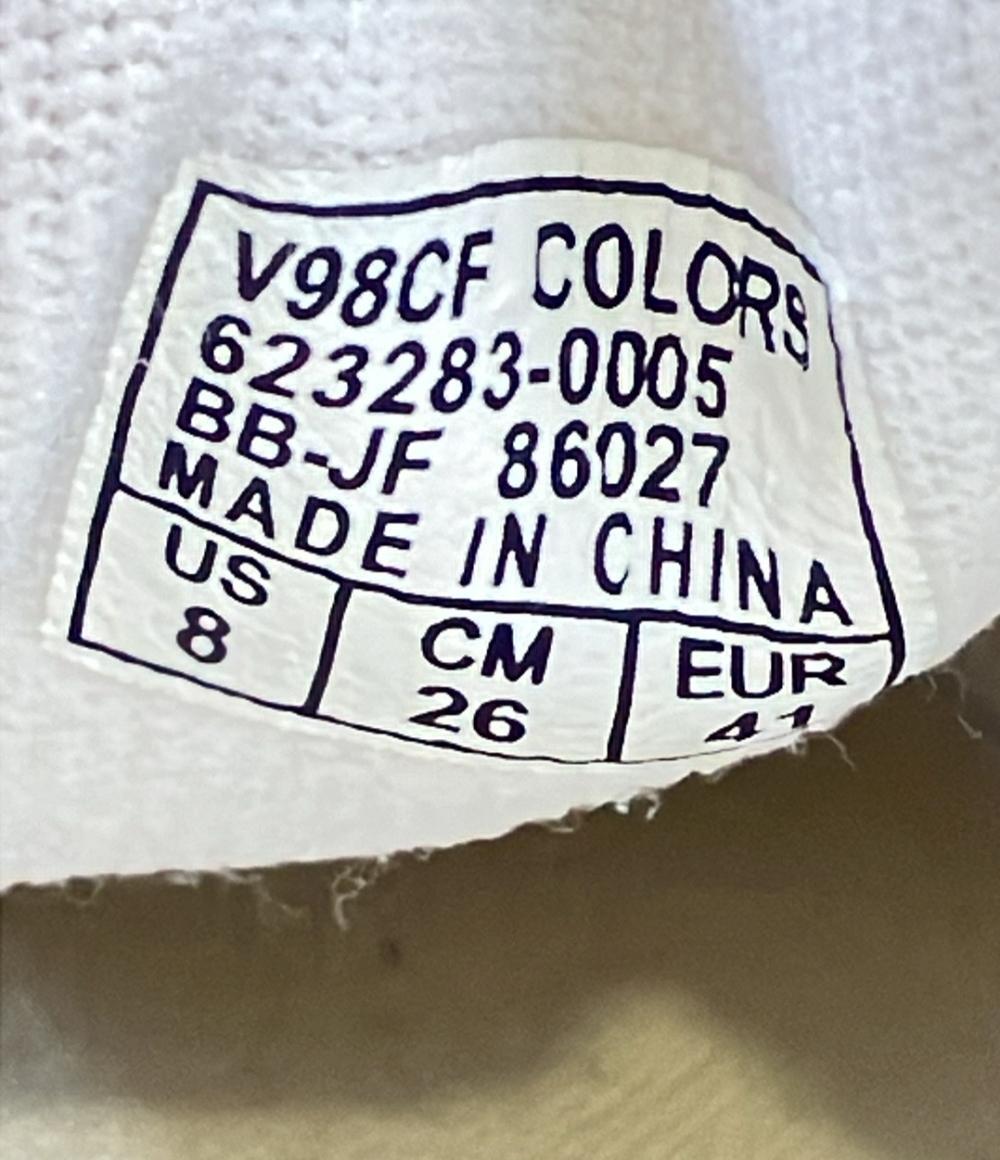 V98CF COLORS
623283-0005
BB-JF 86027
MADE IN CHINA
US CM EUR
8 26 41